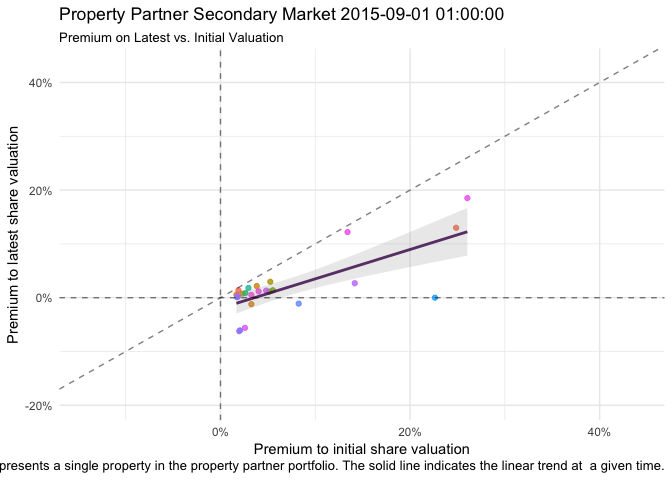 Property Partner Secondary Market 2015-09-01 01:00:00
Premium on Latest vs. Initial Valuation
40%
20%
0%
-20%
Premium to latest share valuation
0%
20%
40%
Premium to initial share valuation
presents a single property in the property partner portfolio. The solid line indicates the linear trend at  a given time.